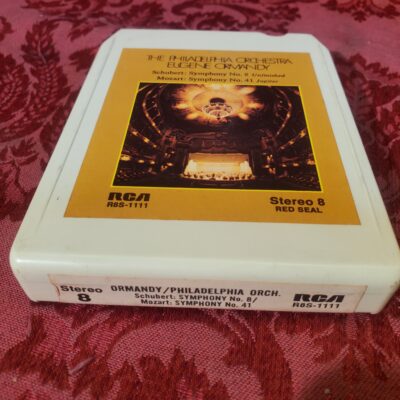 THE PHILADELPHIA ORCHESTRA
EUGENE ORMANDY
Schubert: Symphony No. 8 Unfinished
Mozart: Symphony No. 41 Jupiter
RCA
R8S-1111
Stereo 8
RED SEAL
Stereo
8
ORMANDY/PHILADELPHIA ORCH.
Schubert: SYMPHONY No. 8/
Mozart: SYMPHONY No. 41
RCA
R8S-1111